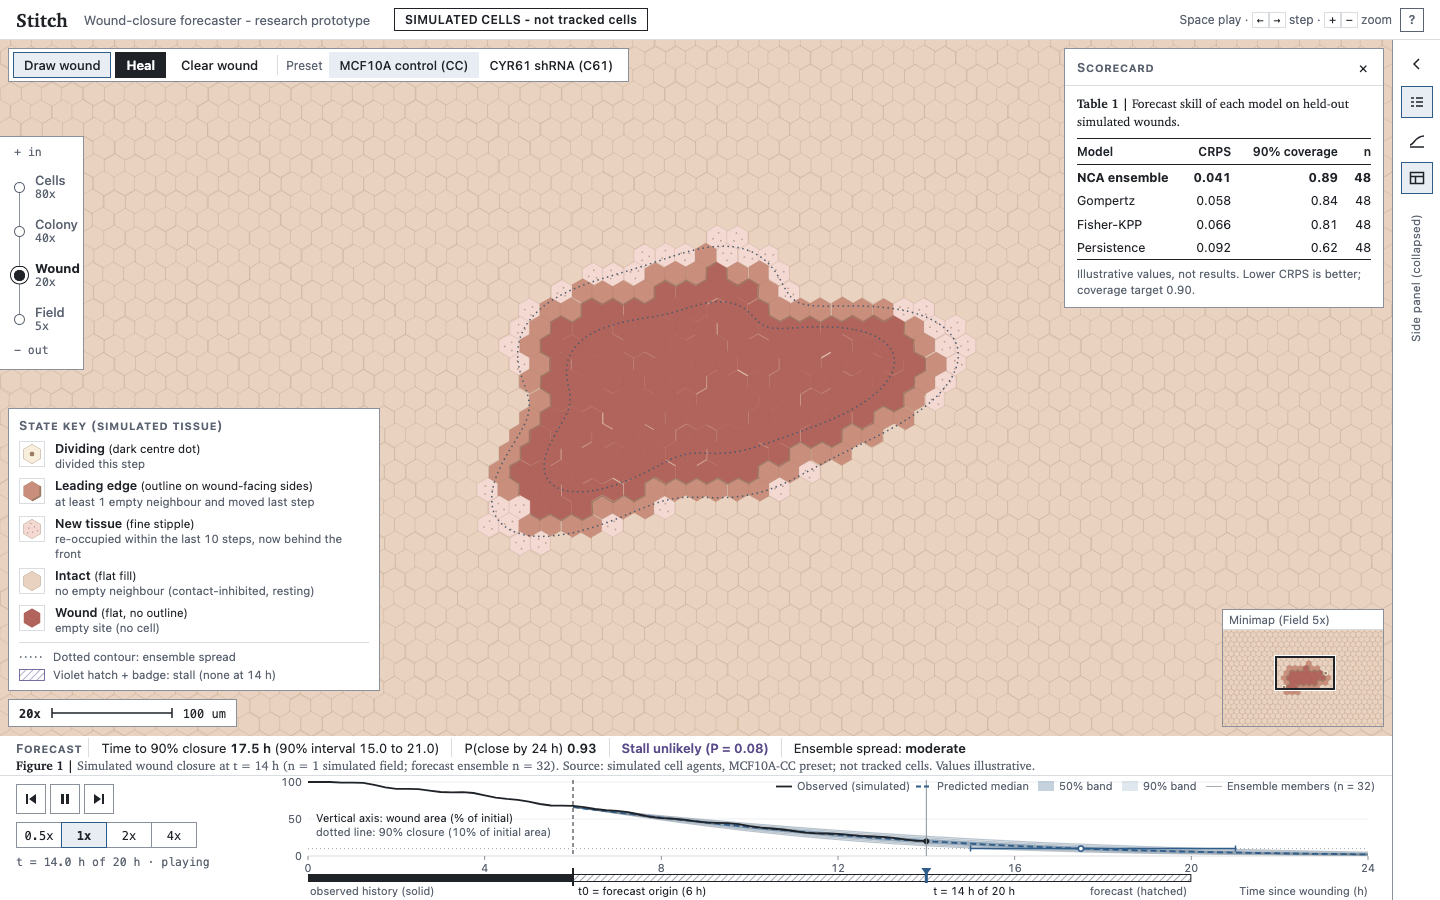 Stitch
Wound-closure forecaster - research prototype
SIMULATED CELLS - not tracked cells
Space play · ← → step · + − zoom ?
Draw wound
Heal
Clear wound
Preset
MCF10A control (CC)
CYR61 shRNA (C61)
+ in
Cells
80x
Colony
40x
Wound
20x
Field
5x
− out
SCORECARD ×
Table 1 | Forecast skill of each model on held-out
simulated wounds.
Model CRPS 90% coverage n
NCA ensemble 0.041 0.89 48
Gompertz 0.058 0.84 48
Fisher-KPP 0.066 0.81 48
Persistence 0.092 0.62 48
Illustrative values, not results. Lower CRPS is better;
coverage target 0.90.
Side panel (collapsed)
STATE KEY (SIMULATED TISSUE)
Dividing (dark centre dot)
divided this step
Leading edge (outline on wound-facing sides)
at least 1 empty neighbour and moved last step
New tissue (fine stipple)
re-occupied within the last 10 steps, now behind the
front
Intact (flat fill)
no empty neighbour (contact-inhibited, resting)
Wound (flat, no outline)
empty site (no cell)
Dotted contour: ensemble spread
Violet hatch + badge: stall (none at 14 h)
20x 100 um
Minimap (Field 5x)
FORECAST
Time to 90% closure 17.5 h (90% interval 15.0 to 21.0)
P(close by 24 h) 0.93
Stall unlikely (P = 0.08)
Ensemble spread: moderate
Figure 1 | Simulated wound closure at t = 14 h (n = 1 simulated field; forecast ensemble n = 32). Source: simulated cell agents, MCF10A-CC preset; not tracked cells. Values illustrative.
0.5x 1x 2x 4x
t = 14.0 h of 20 h · playing
100
50
0
Observed (simulated)
Predicted median
50% band
90% band
Ensemble members (n = 32)
Vertical axis: wound area (% of initial)
dotted line: 90% closure (10% of initial area)
0 4 8 12 16 20 24
observed history (solid)
t0 = forecast origin (6 h)
t = 14 h of 20 h
forecast (hatched)
Time since wounding (h)